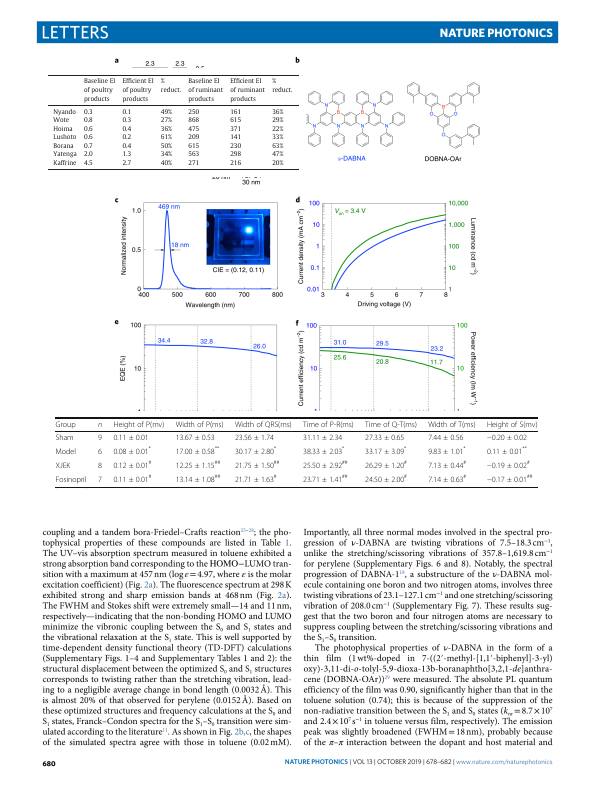 LETTERS
NATURE PHOTONICS
a
2.3
2.3
b
Baseline EI of poultry products
Efficient EI of poultry products
% reduct.
Baseline EI of ruminant products
Efficient EI of ruminant products
% reduct.
Nyando 0.3 0.1 49% 250 161 36%
Wote 0.8 0.3 27% 868 615 29%
Hoima 0.6 0.4 36% 475 371 22%
Lushoto 0.6 0.2 61% 209 141 33%
Borana 0.7 0.4 50% 615 230 63%
Yatenga 2.0 1.3 34% 563 298 47%
Kaffrine 4.5 2.7 40% 271 216 20%
ν-DABNA
DOBNA-OAr
30 nm
c
469 nm
18 nm
CIE = (0.12, 0.11)
Normalized intensity
1.0
0.5
0
400 500 600 700 800
Wavelength (nm)
d
Von = 3.4 V
Current density (mA cm−2)
100
10
1
0.1
0.01
10,000
1,000
100
10
1
Luminance (cd m−2)
3 4 5 6 7 8
Driving voltage (V)
e
EQE (%)
100
10
34.4 32.8 26.0
f
Current efficiency (cd m−2)
100
10
31.0 29.5 23.2
25.6 20.8 11.7
100
10
1
Power efficiency (lm W−1)
Group n Height of P(mv) Width of P(ms) Width of QRS(ms) Time of P-R(ms) Time of Q-T(ms) Width of T(ms) Height of S(mv)
Sham 9 0.11 ± 0.01 13.67 ± 0.53 23.56 ± 1.74 31.11 ± 2.34 27.33 ± 0.65 7.44 ± 0.56 −0.20 ± 0.02
Model 6 0.08 ± 0.01* 17.00 ± 0.58** 30.17 ± 2.80* 38.33 ± 2.03* 33.17 ± 3.09* 9.83 ± 1.01* 0.11 ± 0.01**
XJEK 8 0.12 ± 0.01# 12.25 ± 1.15## 21.75 ± 1.50## 25.50 ± 2.92## 26.29 ± 1.20# 7.13 ± 0.44# −0.19 ± 0.02#
Fosinopril 7 0.11 ± 0.01# 13.14 ± 1.08## 21.71 ± 1.63# 23.71 ± 1.41## 24.50 ± 2.00# 7.14 ± 0.63# −0.17 ± 0.01##
coupling and a tandem bora-Friedel–Crafts reaction25–28; the pho-
tophysical properties of these compounds are listed in Table 1.
The UV–vis absorption spectrum measured in toluene exhibited a
strong absorption band corresponding to the HOMO–LUMO tran-
sition with a maximum at 457 nm (log ε = 4.97, where ε is the molar
excitation coefficient) (Fig. 2a). The fluorescence spectrum at 298 K
exhibited strong and sharp emission bands at 468 nm (Fig. 2a).
The FWHM and Stokes shift were extremely small—14 and 11 nm,
respectively—indicating that the non-bonding HOMO and LUMO
minimize the vibronic coupling between the S0 and S1 states and
the vibrational relaxation at the S1 state. This is well supported by
time-dependent density functional theory (TD-DFT) calculations
(Supplementary Figs. 1–4 and Supplementary Tables 1 and 2): the
structural displacement between the optimized S0 and S1 structures
corresponds to twisting rather than the stretching vibration, lead-
ing to a negligible average change in bond length (0.0032 Å). This
is almost 20% of that observed for perylene (0.0152 Å). Based on
these optimized structures and frequency calculations at the S0 and
S1 states, Franck–Condon spectra for the S1–S0 transition were sim-
ulated according to the literature11. As shown in Fig. 2b,c, the shapes
of the simulated spectra agree with those in toluene (0.02 mM).
Importantly, all three normal modes involved in the spectral pro-
gression of ν-DABNA are twisting vibrations of 7.5–18.3 cm−1,
unlike the stretching/scissoring vibrations of 357.8–1,619.8 cm−1
for perylene (Supplementary Figs. 6 and 8). Notably, the spectral
progression of DABNA-118, a substructure of the ν-DABNA mol-
ecule containing one boron and two nitrogen atoms, involves three
twisting vibrations of 23.1–127.1 cm−1 and one stretching/scissoring
vibration of 208.0 cm−1 (Supplementary Fig. 7). These results sug-
gest that the two boron and four nitrogen atoms are necessary to
suppress coupling between the stretching/scissoring vibrations and
the S1–S0 transition.
The photophysical properties of ν-DABNA in the form of a
thin film (1 wt%-doped in 7-((2′-methyl-[1,1′-biphenyl]-3-yl)
oxy)-3,11-di-o-tolyl-5,9-dioxa-13b-boranaphtho[3,2,1-de]anthra-
cene (DOBNA-OAr))29 were measured. The absolute PL quantum
efficiency of the film was 0.90, significantly higher than that in the
toluene solution (0.74); this is because of the suppression of the
non-radiative transition between the S1 and S0 states (knr = 8.7 × 10⁷
and 2.4 × 10⁷ s−1 in toluene versus film, respectively). The emission
peak was slightly broadened (FWHM = 18 nm), probably because
of the π–π interaction between the dopant and host material and
680
NATURE PHOTONICS | VOL 13 | OCTOBER 2019 | 678–682 | www.nature.com/naturephotonics